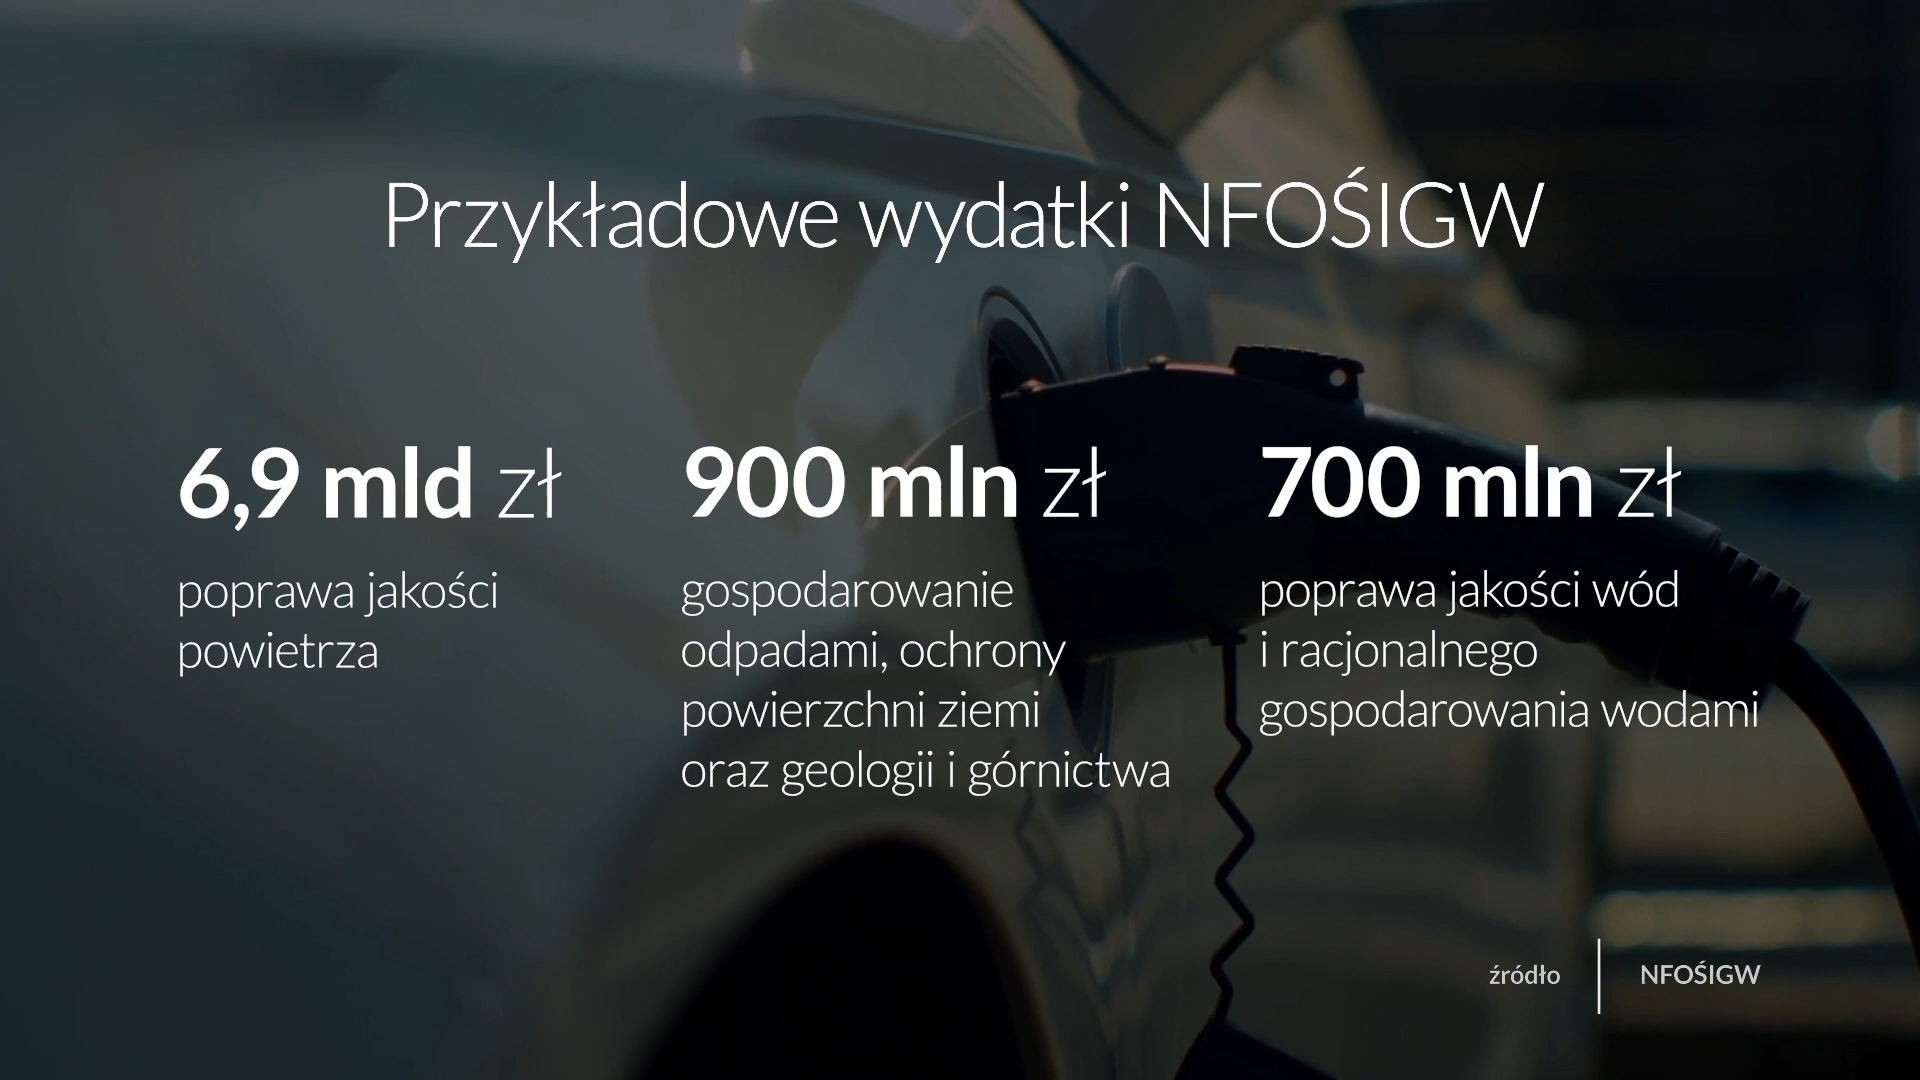 Przykładowe wydatki NFOŚIGW
6,9 mld zł
poprawa jakości
powietrza
900 mln zł
gospodarowanie
odpadami, ochrony
powierzchni ziemi
oraz geologii i górnictwa
700 mln zł
poprawa jakości wód
i racjonalnego
gospodarowania wodami
źródło
NFOŚIGW